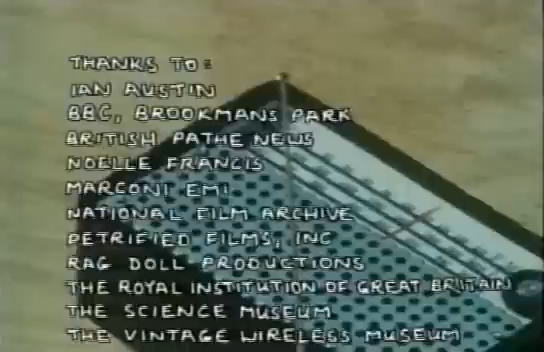 THANKS TO:
IAN AUSTIN
BBC, BROOKMANS PARK
BRITISH PATHE NEWS
NOELLE FRANCIS
MARCONI EMI
NATIONAL FILM ARCHIVE
PETRIFIED FILMS, INC
RAG DOLL PRODUCTIONS
THE ROYAL INSTITUTION OF GREAT BRITAIN
THE SCIENCE MUSEUM
THE VINTAGE WIRELESS MUSEUM